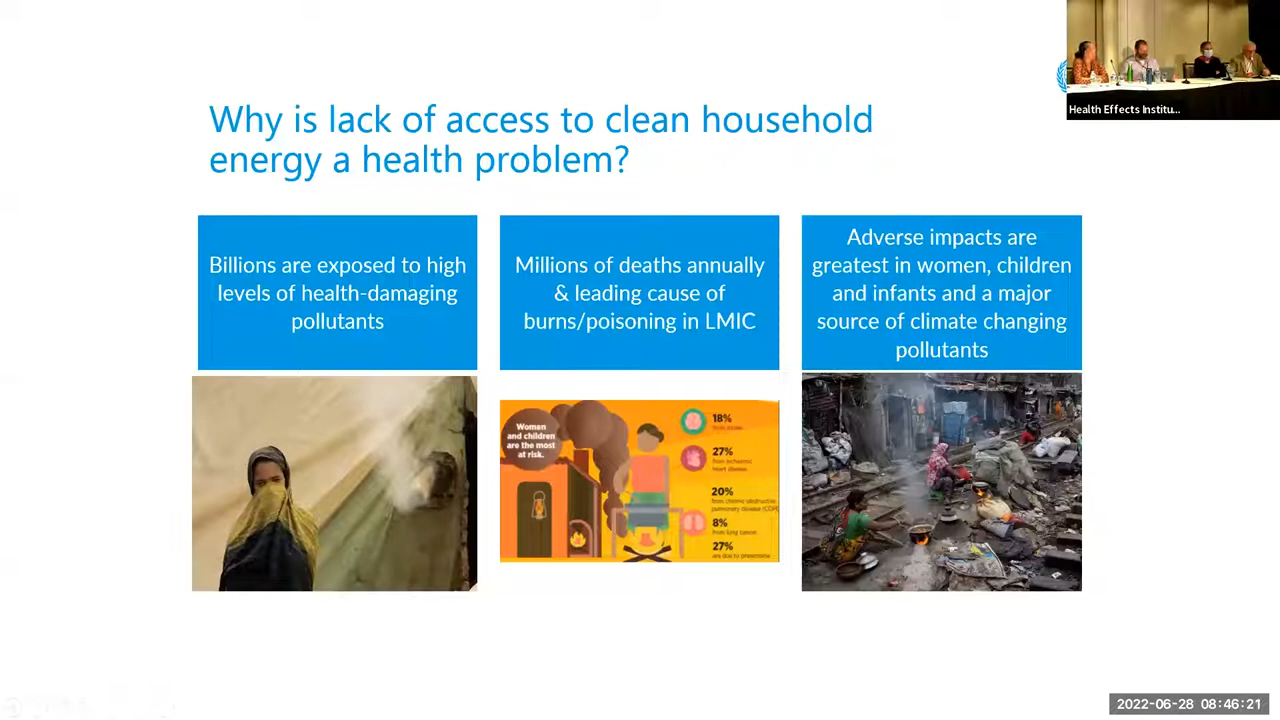 Why is lack of access to clean household
energy a health problem?
Billions are exposed to high
levels of health-damaging
pollutants
Millions of deaths annually
& leading cause of
burns/poisoning in LMIC
Adverse impacts are
greatest in women, children
and infants and a major
source of climate changing
pollutants
Women
and children
are the most
at risk.
18%
from stroke
27%
from ischaemic
heart disease
20%
from chronic obstructive
pulmonary disease (COPD
8%
from lung cancer
27%
are due to pneumonia
Health Effects Institu...
2022-06-28 08:46:21